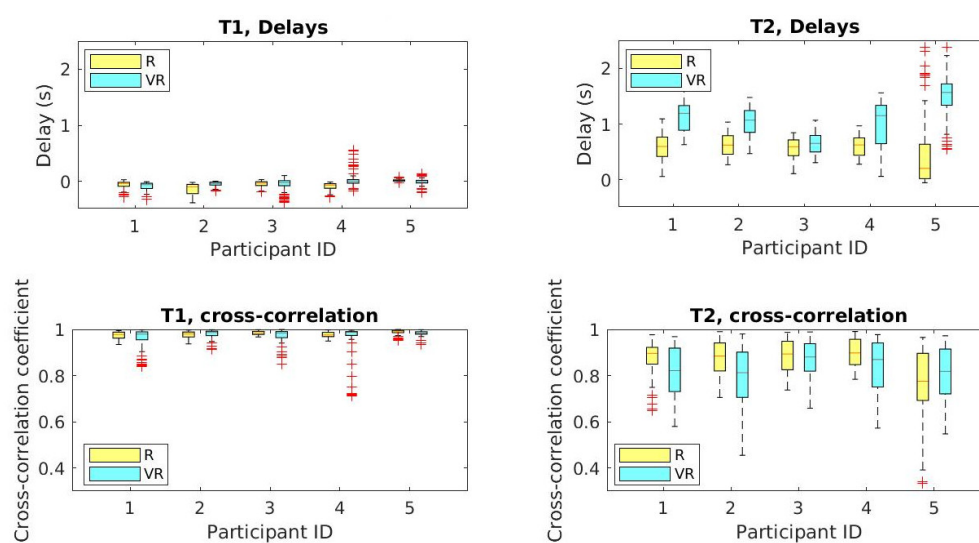 T1, Delays
R
VR
2
1
0
Delay (s)
1 2 3 4 5
Participant ID
T2, Delays
R
VR
2
1
0
Delay (s)
1 2 3 4 5
Participant ID
T1, cross-correlation
1
0.8
0.6
0.4
Cross-correlation coefficient
R
VR
1 2 3 4 5
Participant ID
T2, cross-correlation
1
0.8
0.6
0.4
Cross-correlation coefficient
R
VR
1 2 3 4 5
Participant ID